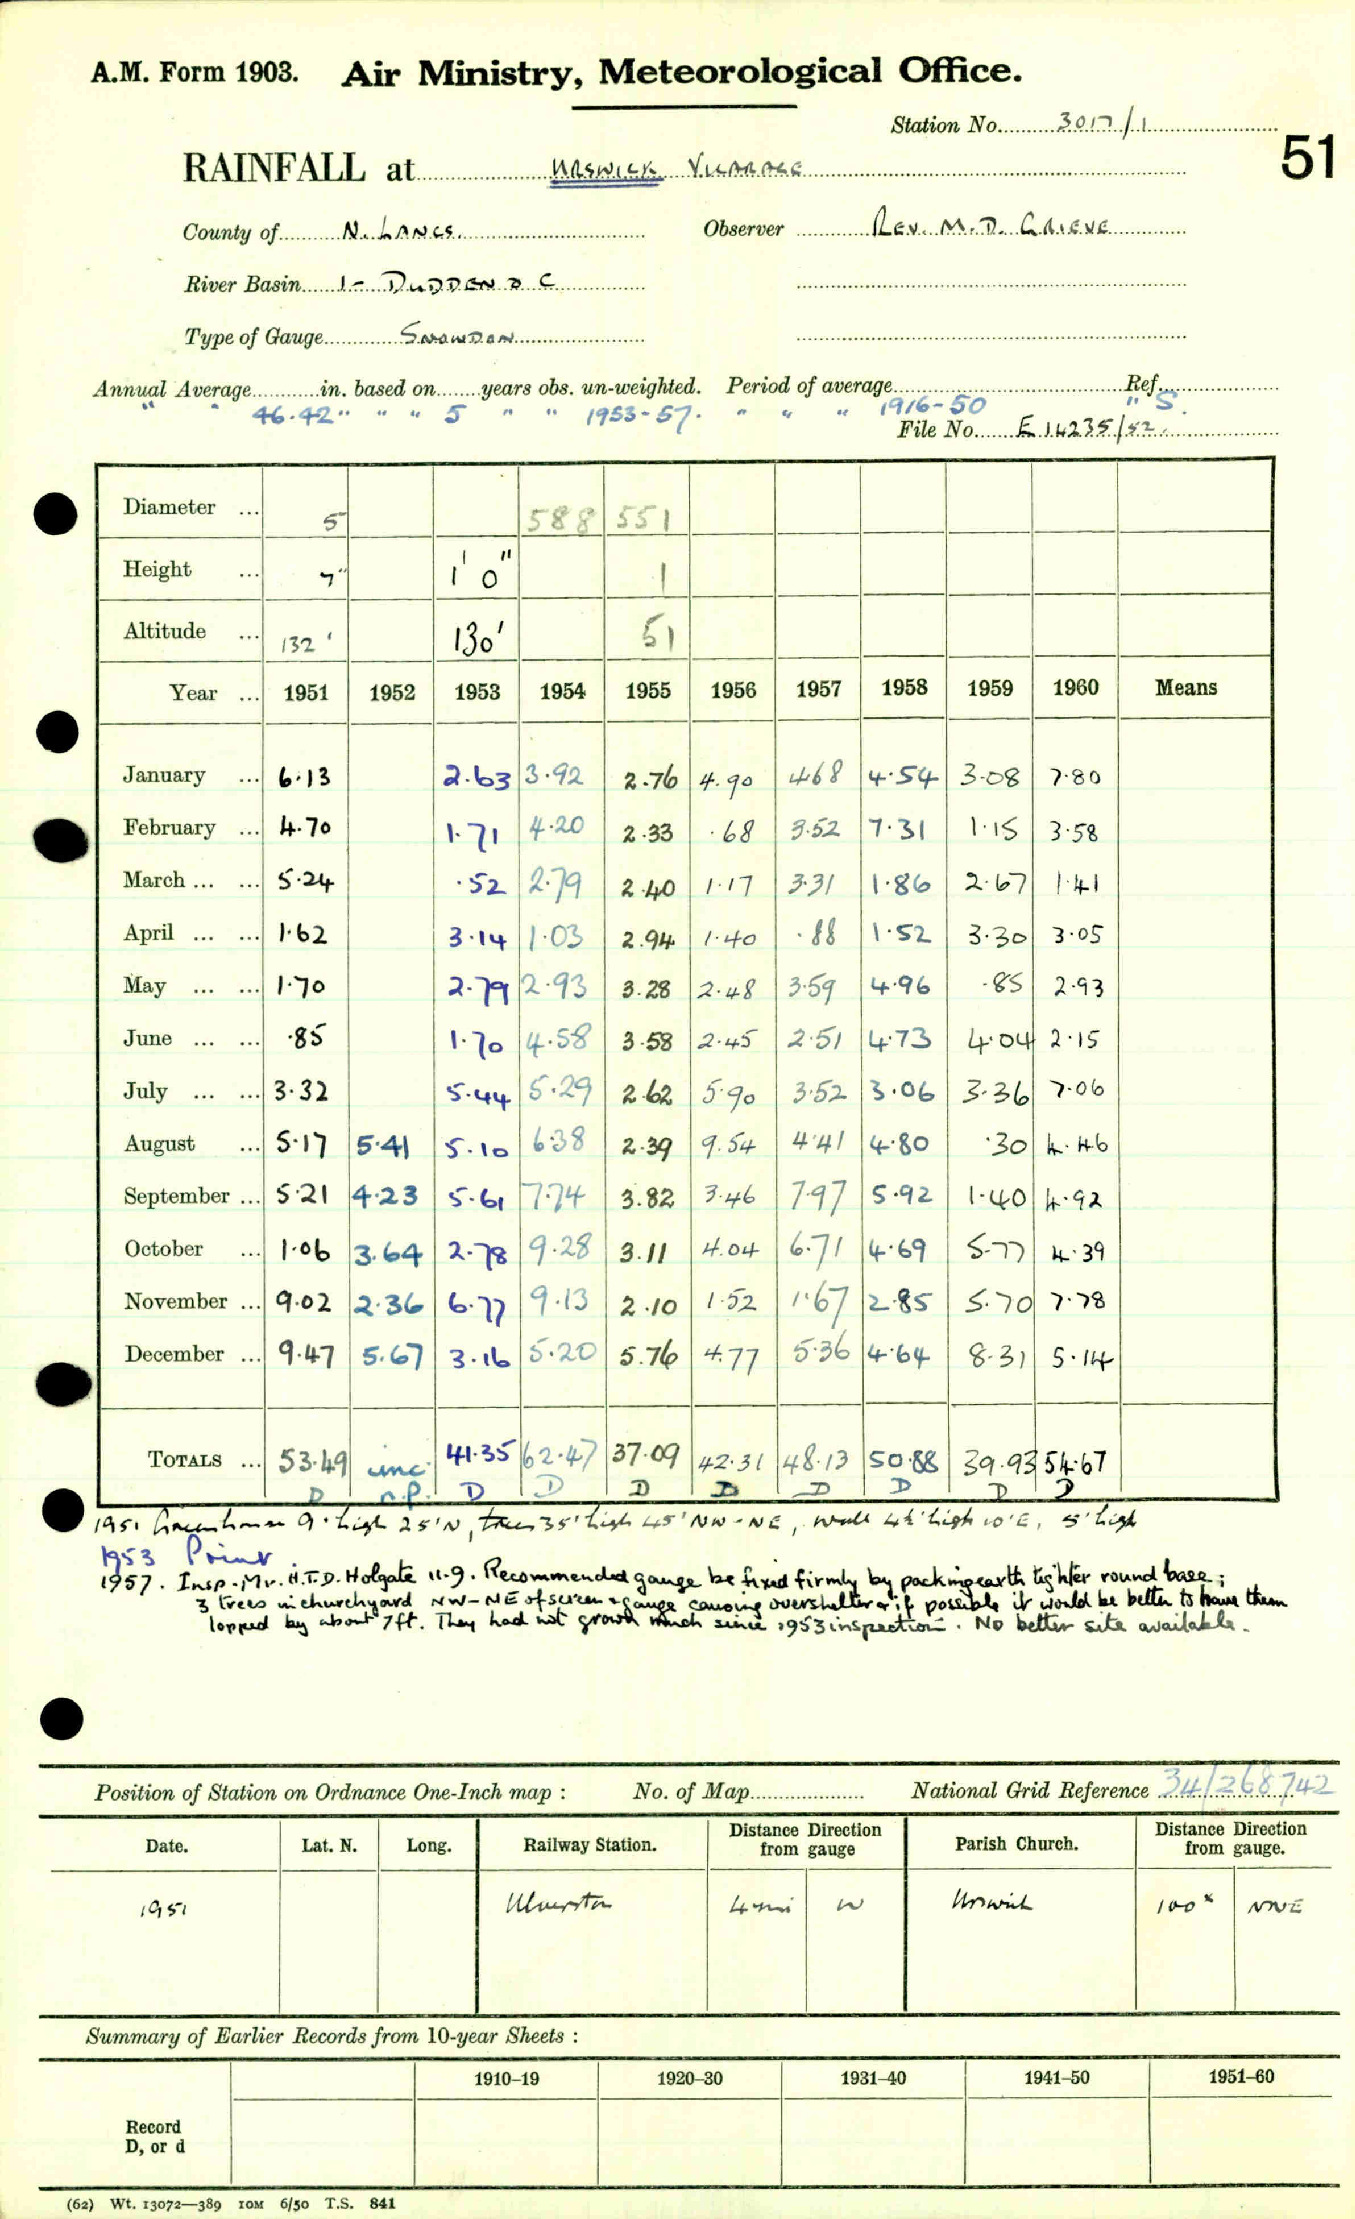 A.M. Form 1903. Air Ministry, Meteorological Office.
Station No. 3017/1
51
RAINFALL at URSWICK VICARAGE
County of N. LANCS. Observer REV. M. D. GRIEVE
River Basin 1 - DUDDEN & C
Type of Gauge SNOWDON
Annual Average in. based on years obs. un-weighted. Period of average Ref.
" " 46.42 " " " 5 " " 1953-57. " " " 1916-50 " S.
File No. E 14235/52.
Diameter ... 5 588 551
Height ... 7" 1' 0" 1
Altitude ... 132' 130' 51
Year ... 1951 1952 1953 1954 1955 1956 1957 1958 1959 1960 Means
January ... 6.13 2.63 3.92 2.76 4.90 4.68 4.54 3.08 7.80
February ... 4.70 1.71 4.20 2.33 .68 3.52 7.31 1.15 3.58
March ... ... 5.24 .52 2.79 2.40 1.17 3.31 1.86 2.67 1.41
April ... ... 1.62 3.14 1.03 2.94 1.40 .88 1.52 3.30 3.05
May ... ... 1.70 2.79 2.93 3.28 2.48 3.59 4.96 .85 2.93
June ... ... .85 1.70 4.58 3.58 2.45 2.51 4.73 4.04 2.15
July ... ... 3.32 5.44 5.29 2.62 5.90 3.52 3.06 3.36 7.06
August ... 5.17 5.41 5.10 6.38 2.39 9.54 4.41 4.80 .30 4.46
September ... 5.21 4.23 5.61 7.74 3.82 3.46 7.97 5.92 1.40 4.92
October ... 1.06 3.64 2.78 9.28 3.11 4.04 6.71 4.69 5.77 4.39
November ... 9.02 2.36 6.77 9.13 2.10 1.52 1.67 2.85 5.70 7.78
December ... 9.47 5.67 3.16 5.20 5.76 4.77 5.36 4.64 8.31 5.14
TOTALS ... 53.49 inc. 41.35 62.47 37.09 42.31 48.13 50.88 39.93 54.67
D n.p. D D D D D D D D
1951 Greenhouse 9' high 25' N, trees 35' high 45' NW-NE, wall 4½' high 10' E, 5' high
1953 Print
1957. Insp. Mr. H.T.D. Holgate 11.9. Recommended gauge be fixed firmly by packing earth tighter round base;
3 trees in churchyard NW-NE of screen & gauge causing overshelter & if possible it would be better to have them
lopped by about 7ft. They had not grown much since 1953 inspection. No better site available.
Position of Station on Ordnance One-Inch map : No. of Map National Grid Reference 34/268742
Date. Lat. N. Long. Railway Station. Distance Direction from gauge Parish Church. Distance Direction from gauge.
1951 Ulverston 4 mi W Urswick 100x NNE
Summary of Earlier Records from 10-year Sheets :
1910-19 1920-30 1931-40 1941-50 1951-60
Record
D, or d
(62) Wt. 13072—389 10M 6/50 T.S. 841